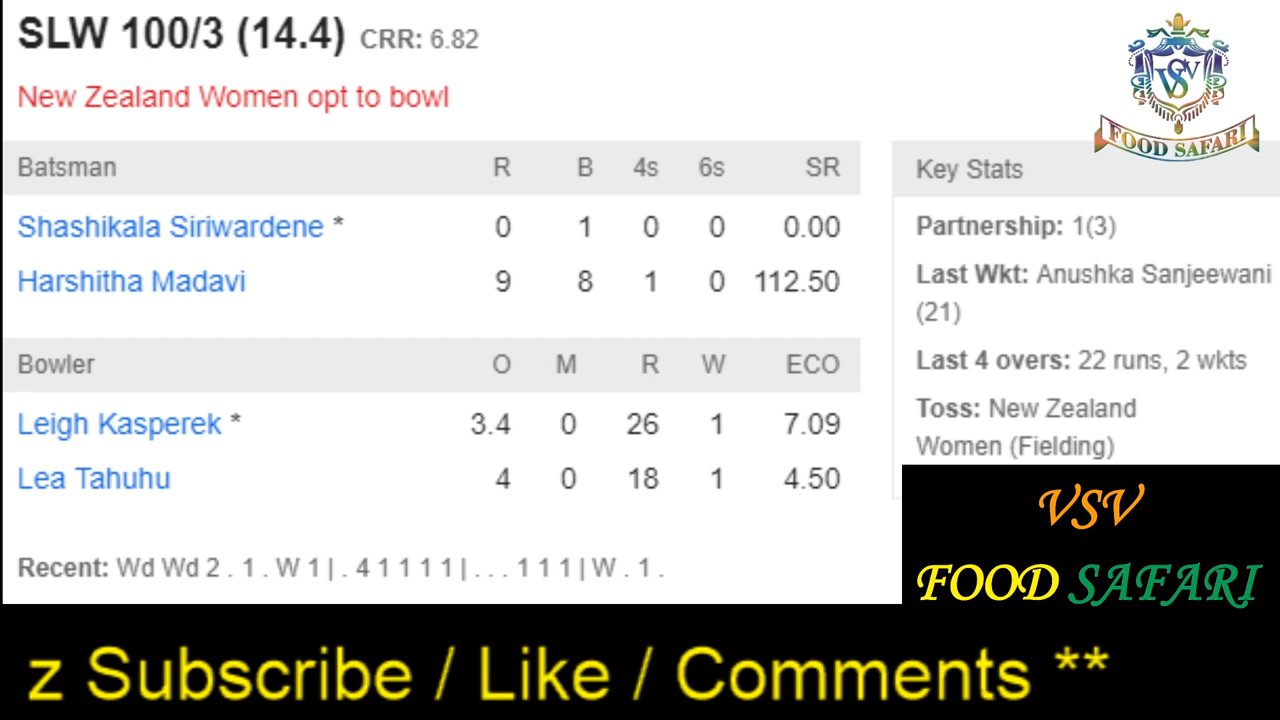 SLW 100/3 (14.4) CRR: 6.82
New Zealand Women opt to bowl
Batsman R B 4s 6s SR
Shashikala Siriwardene * 0 1 0 0 0.00
Harshitha Madavi 9 8 1 0 112.50
Bowler O M R W ECO
Leigh Kasperek * 3.4 0 26 1 7.09
Lea Tahuhu 4 0 18 1 4.50
Recent: Wd Wd 2 . 1 . W 1 | . 4 1 1 1 1 | . . . 1 1 1 | W . 1 .
VSV
FOOD SAFARI
Key Stats
Partnership: 1(3)
Last Wkt: Anushka Sanjeewani
(21)
Last 4 overs: 22 runs, 2 wkts
Toss: New Zealand
Women (Fielding)
VSV
FOOD SAFARI
z Subscribe / Like / Comments **